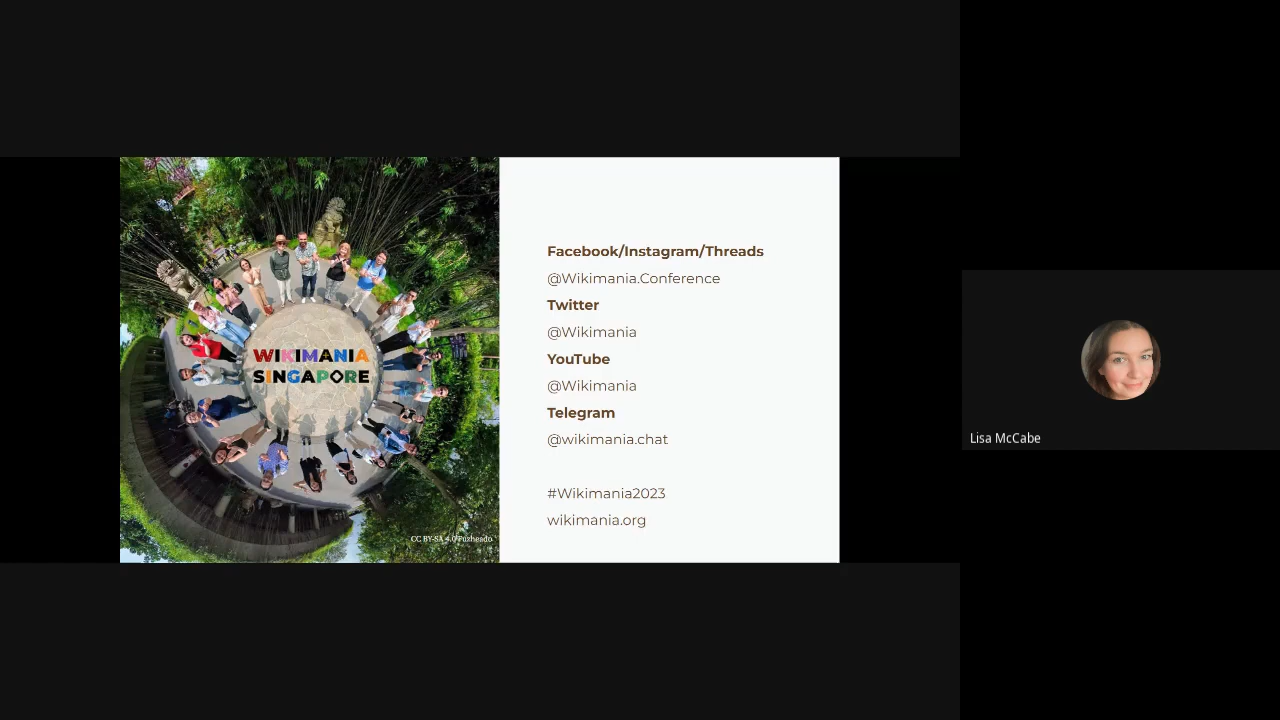 WIKIMANIA
SINGAPORE
CC BY-SA 4.0 Fuzheado
Facebook/Instagram/Threads
@Wikimania.Conference
Twitter
@Wikimania
YouTube
@Wikimania
Telegram
@wikimania.chat
#Wikimania2023
wikimania.org
Lisa McCabe